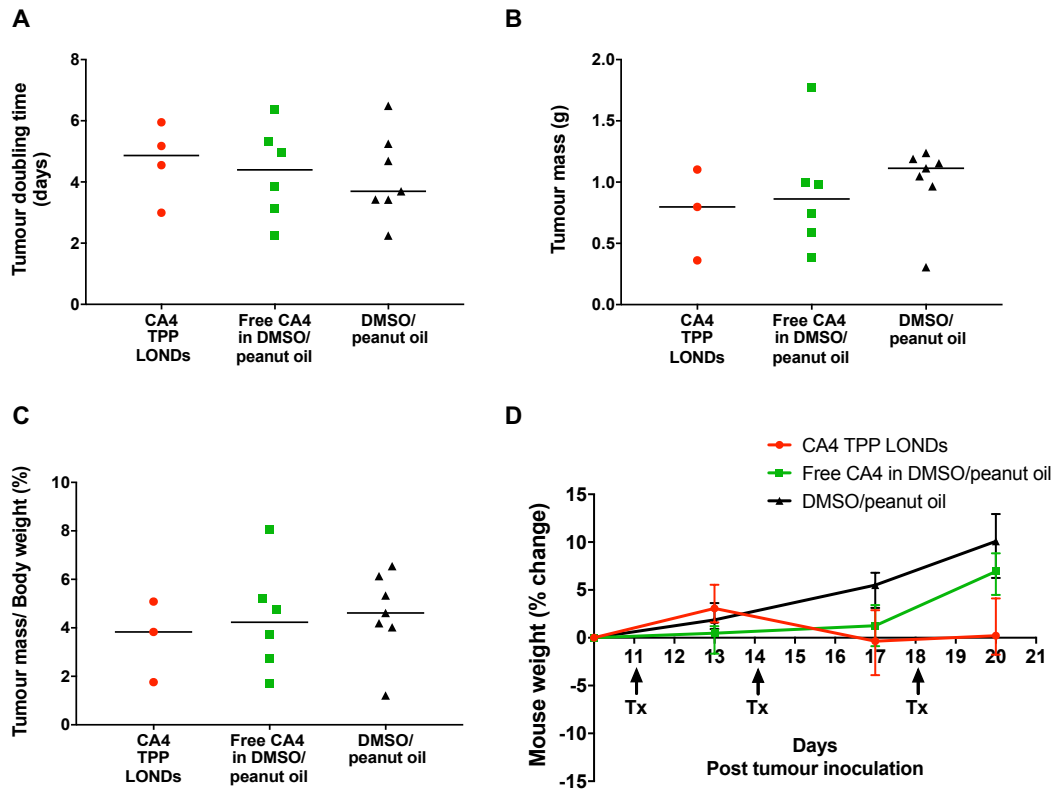 A
Tumour doubling time
(days)
8
6
4
2
0
CA4
TPP
LONDs
Free CA4
in DMSO/
peanut oil
DMSO/
peanut oil
B
Tumour mass (g)
2.0
1.5
1.0
0.5
0.0
CA4
TPP
LONDs
Free CA4
in DMSO/
peanut oil
DMSO/
peanut oil
C
Tumour mass/ Body weight (%)
10
8
6
4
2
0
CA4
TPP
LONDs
Free CA4
in DMSO/
peanut oil
DMSO/
peanut oil
D
CA4 TPP LONDs
Free CA4 in DMSO/peanut oil
DMSO/peanut oil
Mouse weight (% change)
15
10
5
0
-5
-10
-15
11 12 13 14 15 16 17 18 19 20 21
Tx Tx Tx
Days
Post tumour inoculation